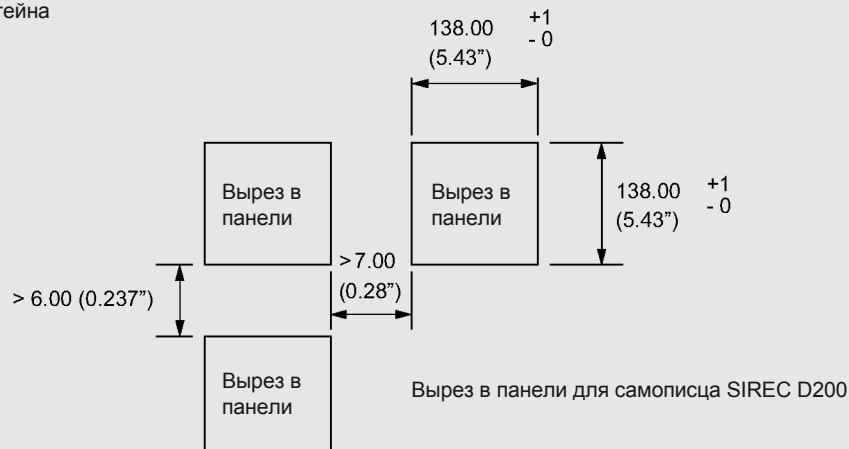 тейна
138.00 +1
- 0
(5.43”)
Вырез в
панели
Вырез в
панели
138.00 +1
- 0
(5.43”)
>7.00
(0.28”)
> 6.00 (0.237”)
Вырез в
панели
Вырез в панели для самописца SIREC D200